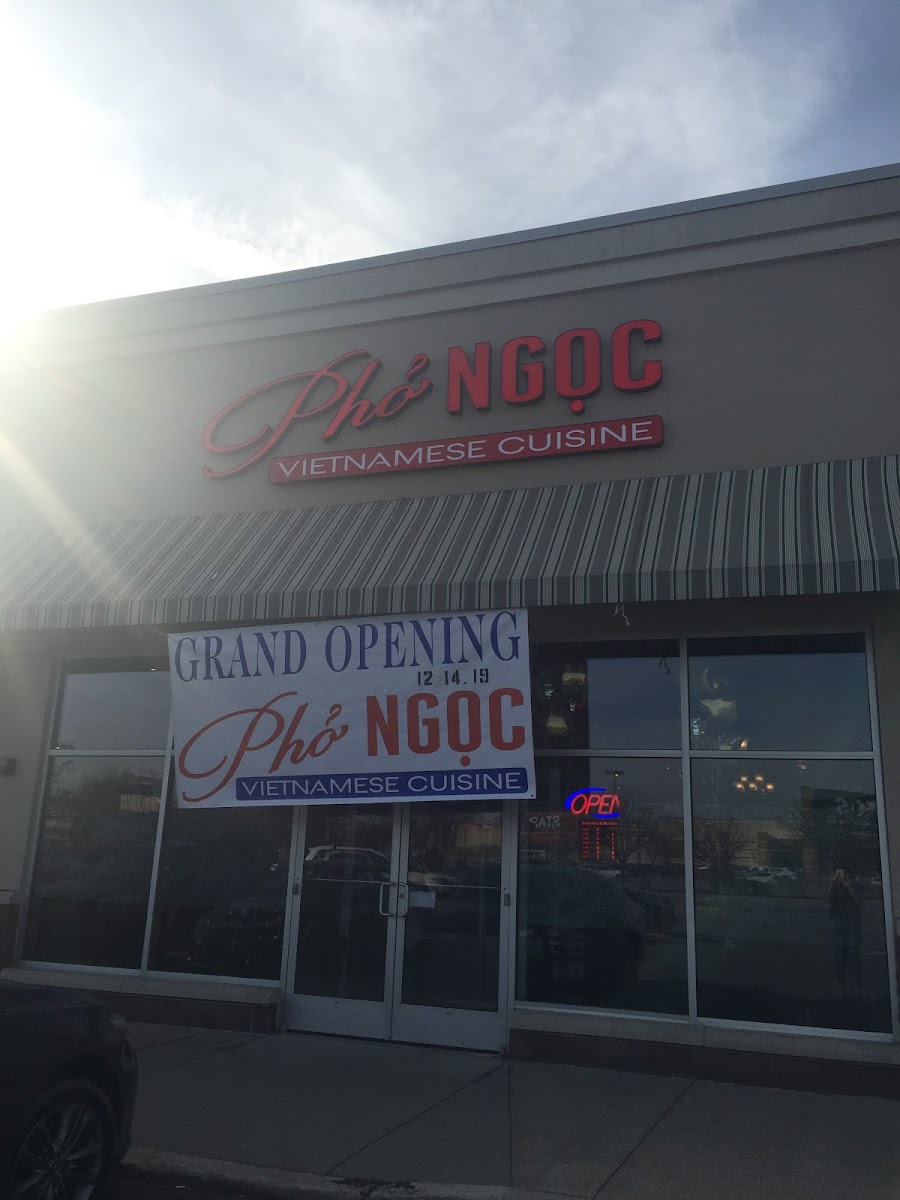 Phở NGỌC
VIETNAMESE CUISINE
GRAND OPENING
12 14.19
Phở NGỌC
VIETNAMESE CUISINE
OPEN